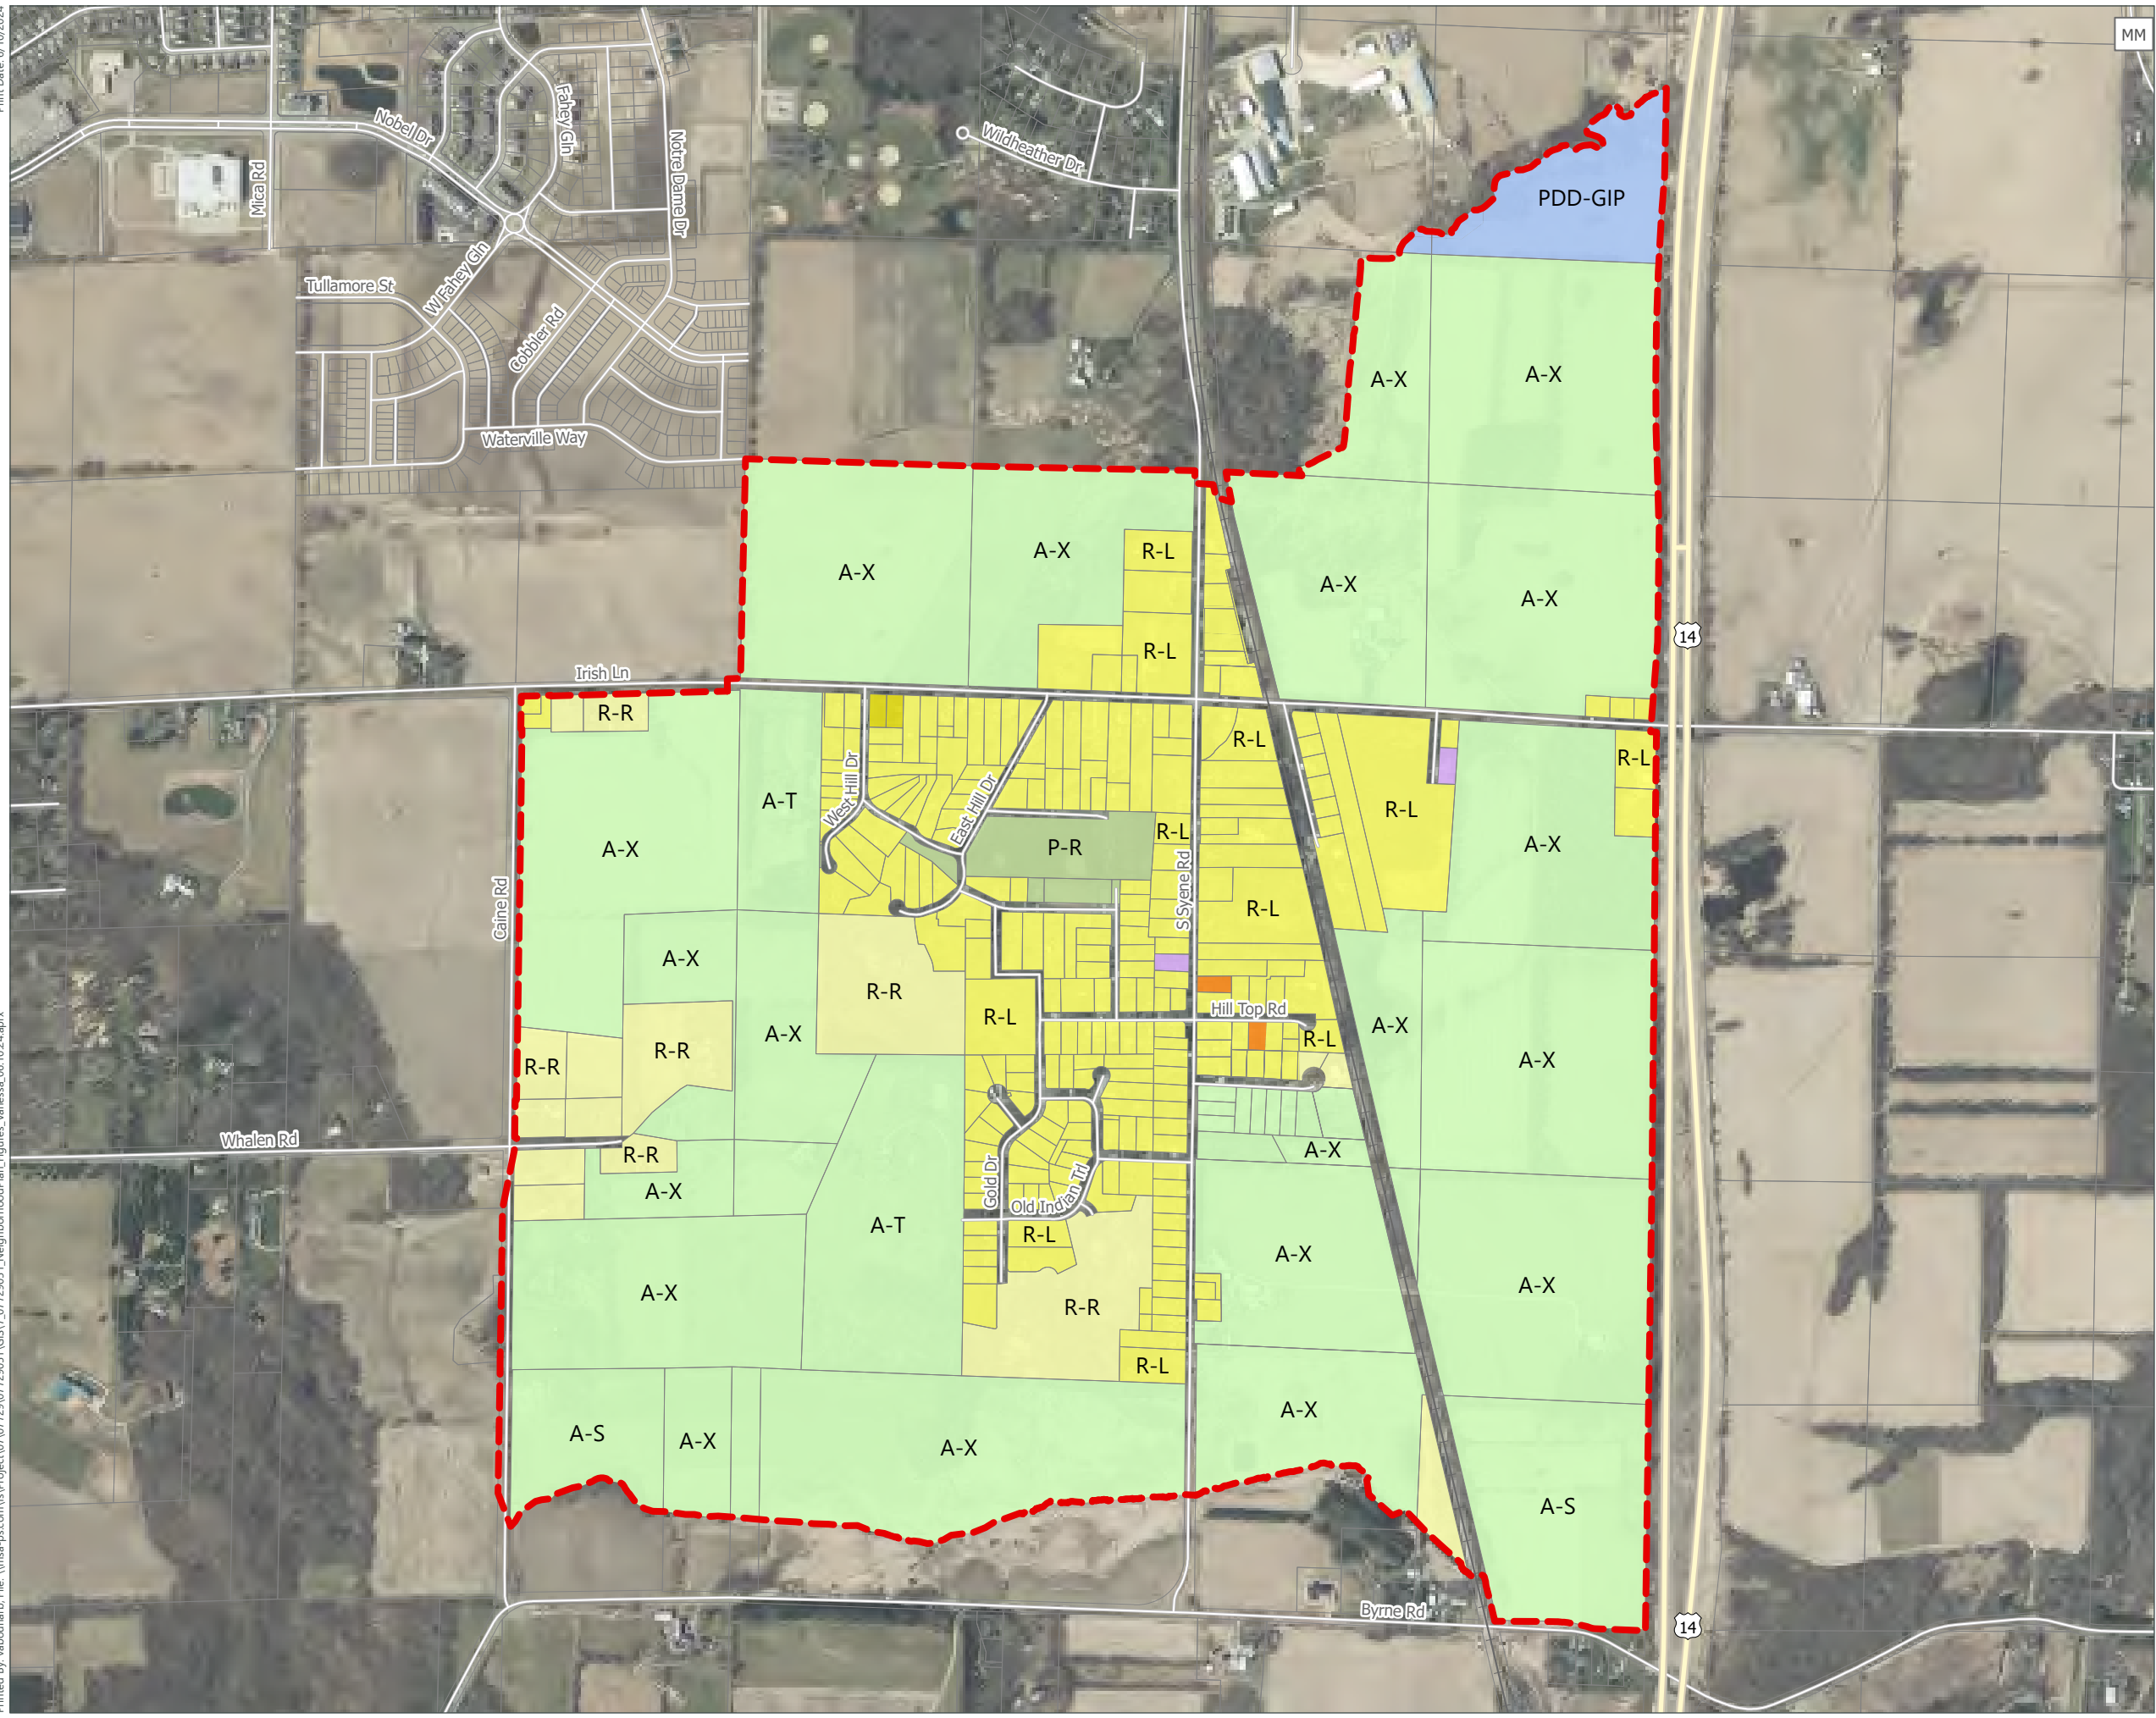 MM
Nobel Dr
Fahey Gln
Notre Dame Dr
Mica Rd
Wildheather Dr
PDD-GIP
W Fahey Gln
Tullamore St
Cobbler Rd
Waterville Way
A-X
A-X
A-X
A-X
R-L
A-X
A-X
14
R-L
Irish Ln
R-R
R-L
R-L
A-T
West Hill Dr
East Hill Dr
R-L
R-L
P-R
A-X
A-X
S Syene Rd
Caine Rd
R-L
A-X
R-R
R-L
Hill Top Rd
A-X
A-X
R-L
R-R
R-R
A-X
Whalen Rd
R-R
A-X
A-X
Gold Dr
Old Indian Trl
A-T
R-L
A-X
A-X
A-X
R-R
R-L
A-S
A-X
A-X
A-X
A-S
Byrne Rd
14